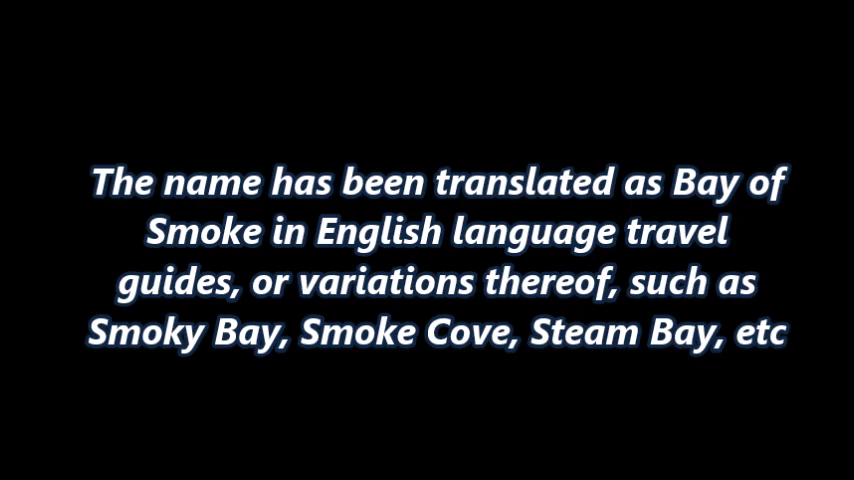 The name has been translated as Bay of
Smoke in English language travel
guides, or variations thereof, such as
Smoky Bay, Smoke Cove, Steam Bay, etc